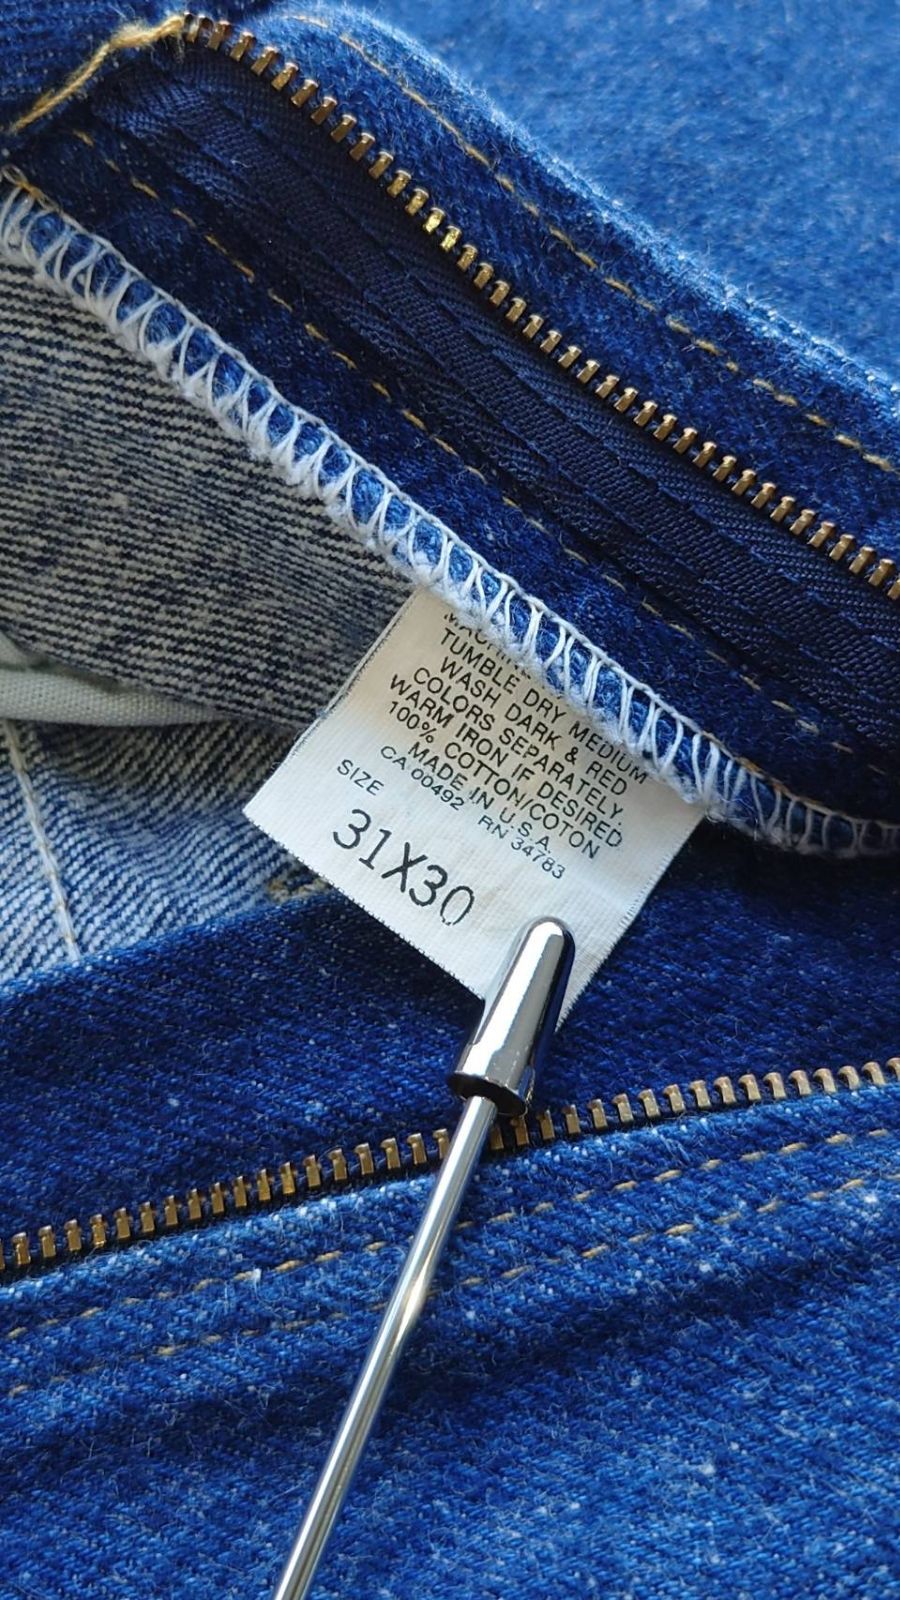 TUMBLE DRY MEDIUM
WASH DARK & RED
COLORS SEPARATELY.
WARM IRON IF DESIRED
100% COTTON/COTON
MADE IN U.S.A.
CA 00492 RN 34783
SIZE
31X30